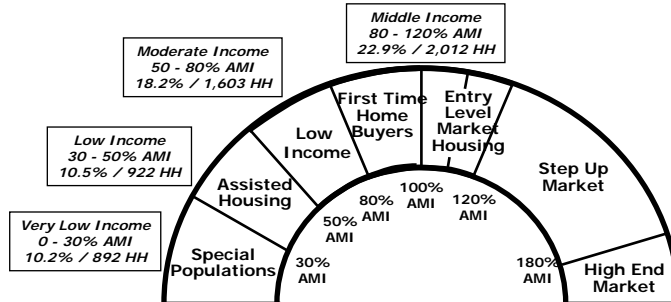 Middle Income
80 - 120% AMI
22.9% / 2,012 HH
Moderate Income
50 - 80% AMI
18.2% / 1,603 HH
Low Income
30 - 50% AMI
10.5% / 922 HH
Very Low Income
0 - 30% AMI
10.2% / 892 HH
Special
Populations
Assisted
Housing
Low
Income
First Time
Home
Buyers
Entry
Level
Market
Housing
Step Up
Market
High End
Market
30%
AMI
50%
AMI
80%
AMI
100%
AMI
120%
AMI
180%
AMI